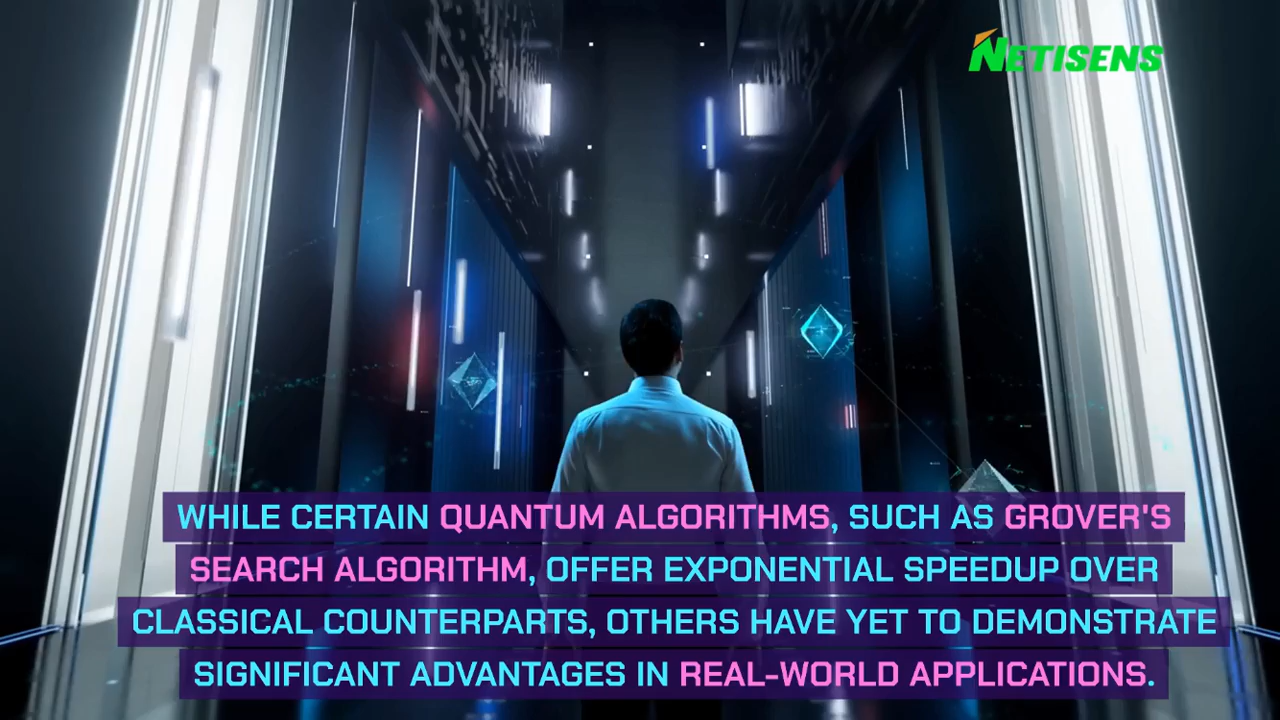 NETISENS
WHILE CERTAIN QUANTUM ALGORITHMS, SUCH AS GROVER'S
SEARCH ALGORITHM, OFFER EXPONENTIAL SPEEDUP OVER
CLASSICAL COUNTERPARTS, OTHERS HAVE YET TO DEMONSTRATE
SIGNIFICANT ADVANTAGES IN REAL-WORLD APPLICATIONS.